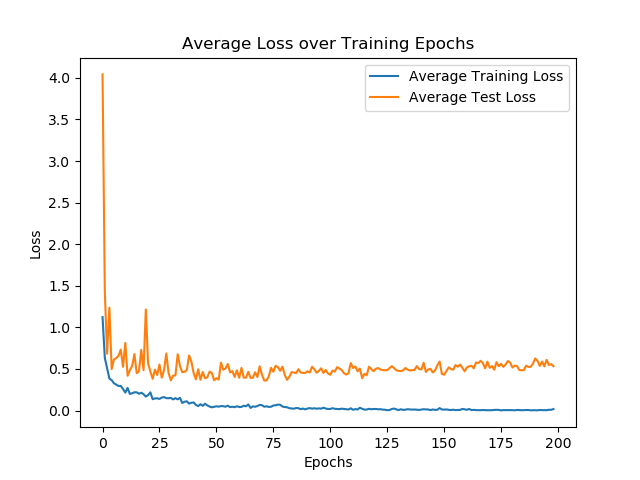 Average Loss over Training Epochs
Average Training Loss
Average Test Loss
4.0
3.5
3.0
2.5
2.0
1.5
1.0
0.5
0.0
Loss
0 25 50 75 100 125 150 175 200
Epochs